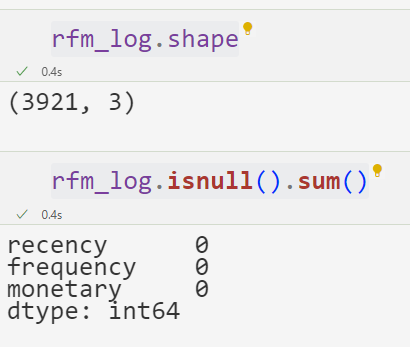 rfm_log.shape
0.4s
(3921, 3)
rfm_log.isnull().sum()
0.4s
recency      0
frequency    0
monetary     0
dtype: int64